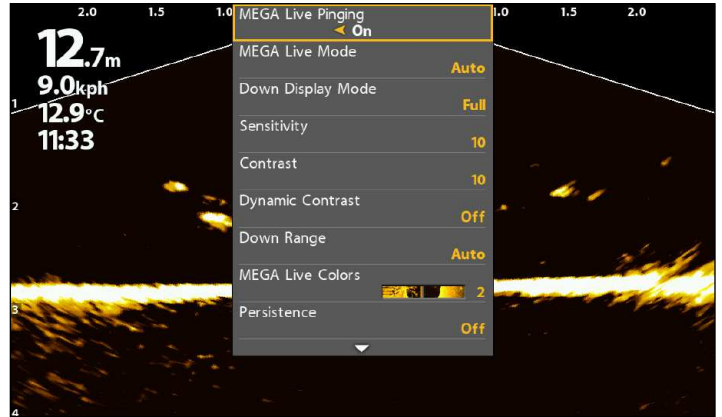 2.0 1.5 1.0 1.0 1.5 2.0
12.7m
9.0kph
12.9°C
11:33
1
2
3
4
MEGA Live Pinging
On
MEGA Live Mode
Auto
Down Display Mode
Full
Sensitivity
10
Contrast
10
Dynamic Contrast
Off
Down Range
Auto
MEGA Live Colors
2
Persistence
Off